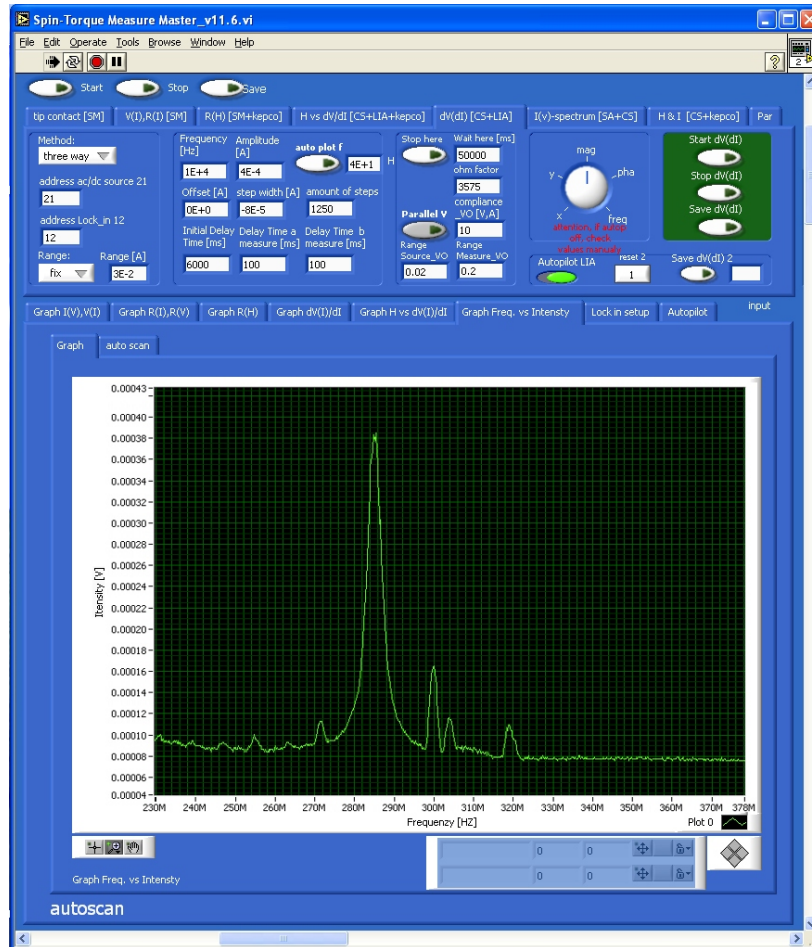 Spin-Torque Measure Master_v11.6.vi
File Edit Operate Tools Browse Window Help
? 2
Start Stop Save
tip contact [SM] V(I),R(I) [SM] R(H) [SM+kepco] H vs dV/dI [CS+LIA+kepco] dV(dI) [CS+LIA] I(v)-spectrum [SA+CS] H & I [CS+kepco] Par
Method:
three way
address ac/dc source 21
21
address Lock_in 12
12
Range: Range [A]
fix 3E-2
Frequency [Hz] Amplitude [A] auto plot f
1E+4 4E-4 4E+1 H
Offset [A] step width [A] amount of steps
0E+0 -8E-5 1250
Initial Delay Time [ms] Delay Time a measure [ms] Delay Time b measure [ms]
6000 100 100
Stop here Wait here [ms]
50000
ohm factor
3575
Parallel V compliance _VO [V,A]
10
Range Source_VO Range Measure_VO
0.02 0.2
mag
y pha
x freq
attention, if autop
off, check
values manualy
Autopilot LIA reset 2 Save dV(dI) 2
1
Start dV(dI)
Stop dV(dI)
Save dV(dI)
Graph I(V),V(I) Graph R(I),R(V) Graph R(H) Graph dV(I)/dI Graph H vs dV(I)/dI Graph Freq. vs Intensty Lock in setup Autopilot input
Graph auto scan
0.00043
0.00040
0.00038
0.00036
0.00034
0.00032
0.00030
0.00028
0.00026
0.00024
0.00022
0.00020
0.00018
0.00016
0.00014
0.00012
0.00010
0.00008
0.00006
0.00004
Itensity [V]
230M 240M 250M 260M 270M 280M 290M 300M 310M 320M 330M 340M 350M 360M 370M 378M
Frequenzy [HZ] Plot 0
0 0
0 0
Graph Freq. vs Intensty
autoscan